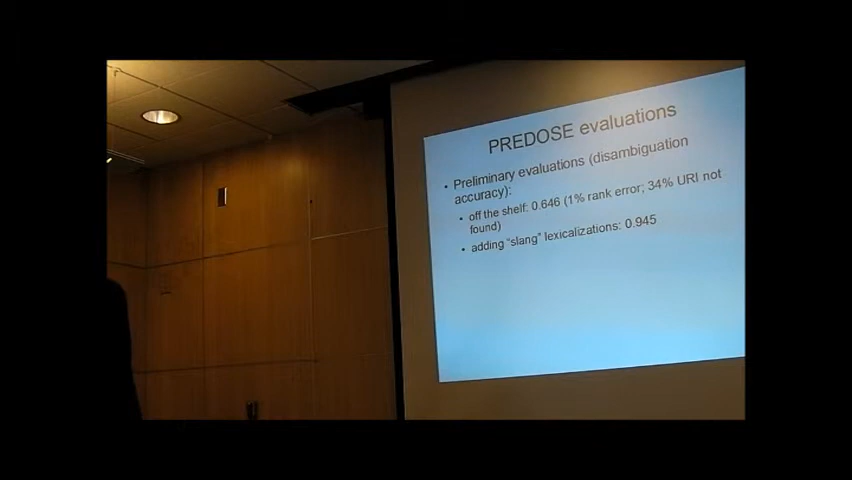 PREDOSE evaluations
• Preliminary evaluations (disambiguation
accuracy):
• off the shelf: 0.646 (1% rank error; 34% URI not
found)
• adding “slang” lexicalizations: 0.945